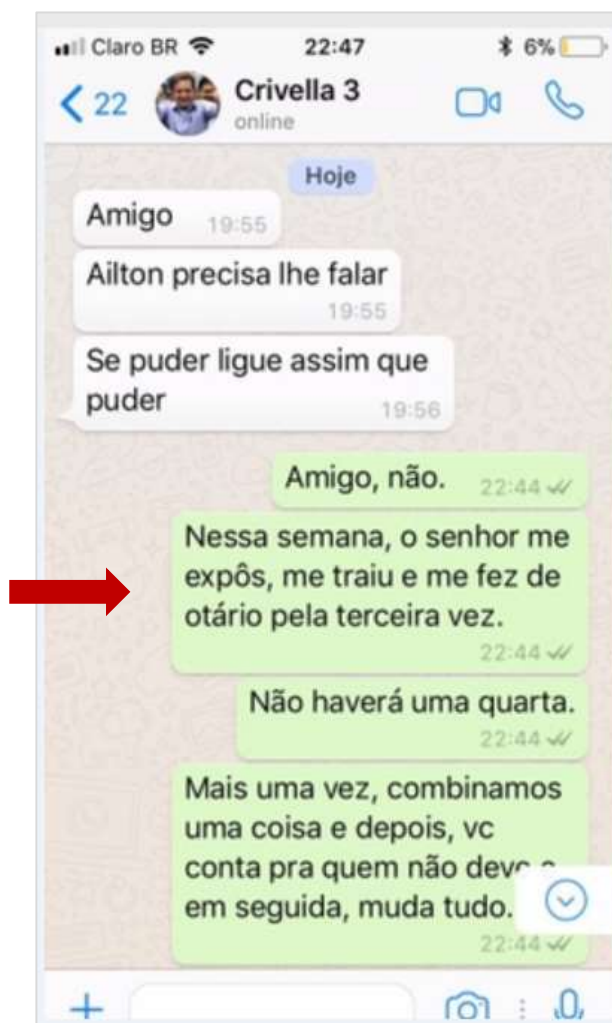 Claro BR 22:47 6%
22 Crivella 3
online
Hoje
Amigo 19:55
Ailton precisa lhe falar
19:55
Se puder ligue assim que
puder 19:56
Amigo, não. 22:44
Nessa semana, o senhor me
expôs, me traiu e me fez de
otário pela terceira vez.
22:44
Não haverá uma quarta.
22:44
Mais uma vez, combinamos
uma coisa e depois, vc
conta pra quem não deve e
em seguida, muda tudo.
22:44